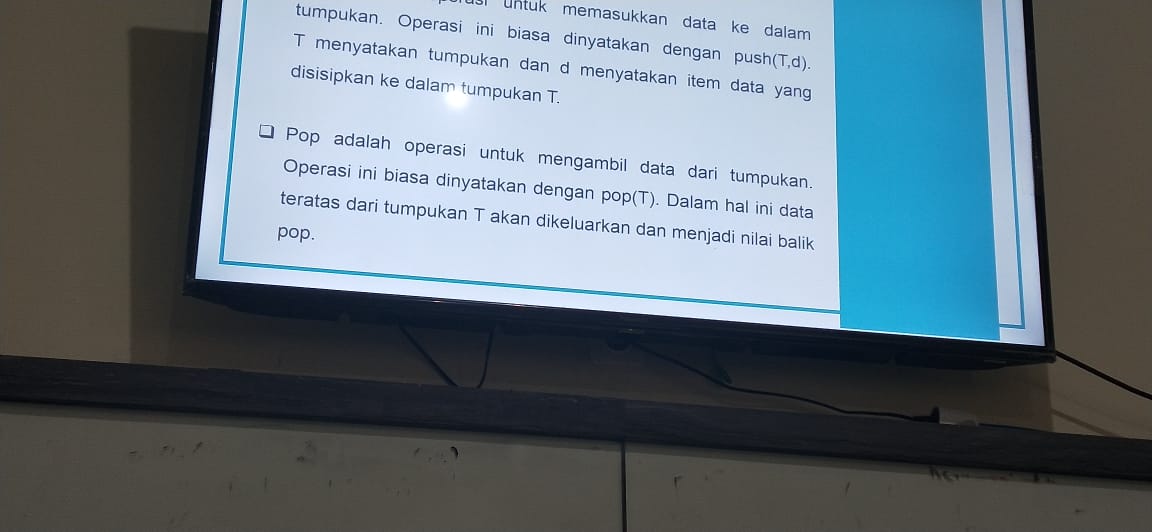 untuk memasukkan data ke dalam
tumpukan. Operasi ini biasa dinyatakan dengan push(T,d).
T menyatakan tumpukan dan d menyatakan item data yang
disisipkan ke dalam tumpukan T.
❑ Pop adalah operasi untuk mengambil data dari tumpukan.
Operasi ini biasa dinyatakan dengan pop(T). Dalam hal ini data
teratas dari tumpukan T akan dikeluarkan dan menjadi nilai balik
pop.